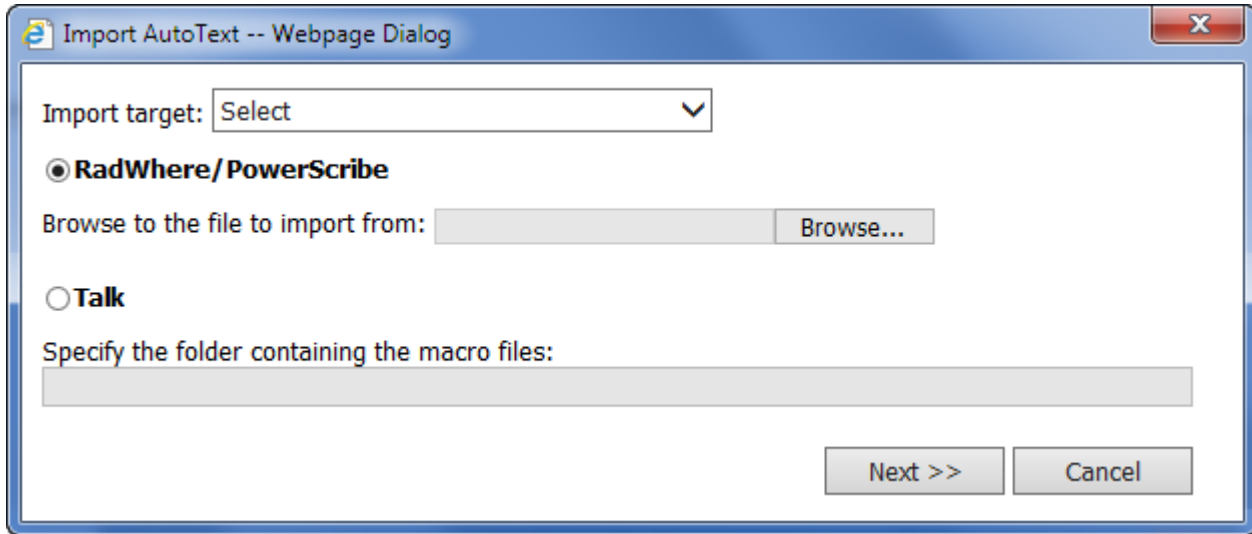 Import AutoText -- Webpage Dialog
Import target: Select
RadWhere/PowerScribe
Browse to the file to import from: Browse...
Talk
Specify the folder containing the macro files:
Next >> Cancel